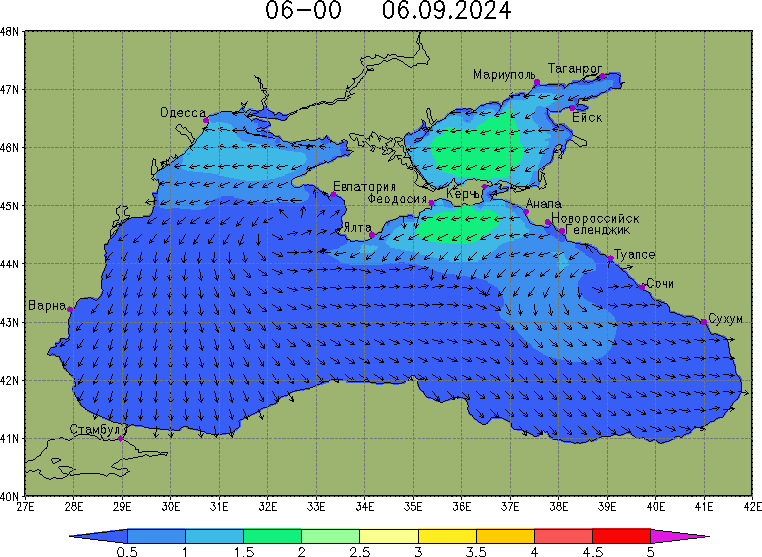 06-00 06.09.2024
48N
Таганрог
Мариуполь
47N
Одесса
Ейск
46N
Евпатория
Феодосия
Керчь
45N
Анапа
Новороссийск
Ялта
Геленджик
Туапсе
44N
Сочи
Варна
43N
Сухум
42N
Стамбул
41N
40N
27E 28E 29E 30E 31E 32E 33E 34E 35E 36E 37E 38E 39E 40E 41E 42E
0.5 1 1.5 2 2.5 3 3.5 4 4.5 5